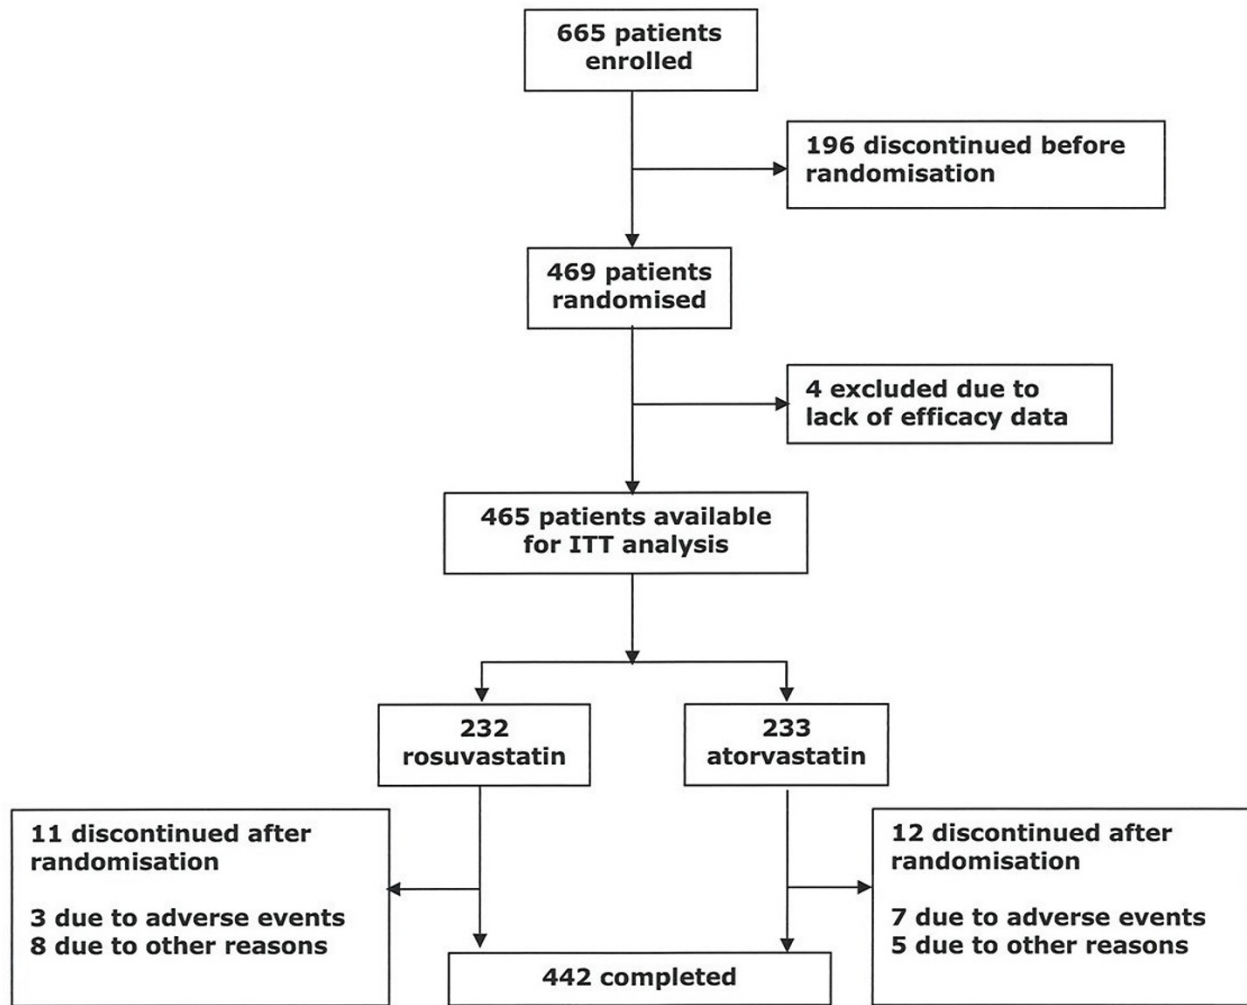 665 patients
enrolled
196 discontinued before
randomisation
469 patients
randomised
4 excluded due to
lack of efficacy data
465 patients available
for ITT analysis
232
rosuvastatin
233
atorvastatin
11 discontinued after
randomisation
3 due to adverse events
8 due to other reasons
12 discontinued after
randomisation
7 due to adverse events
5 due to other reasons
442 completed